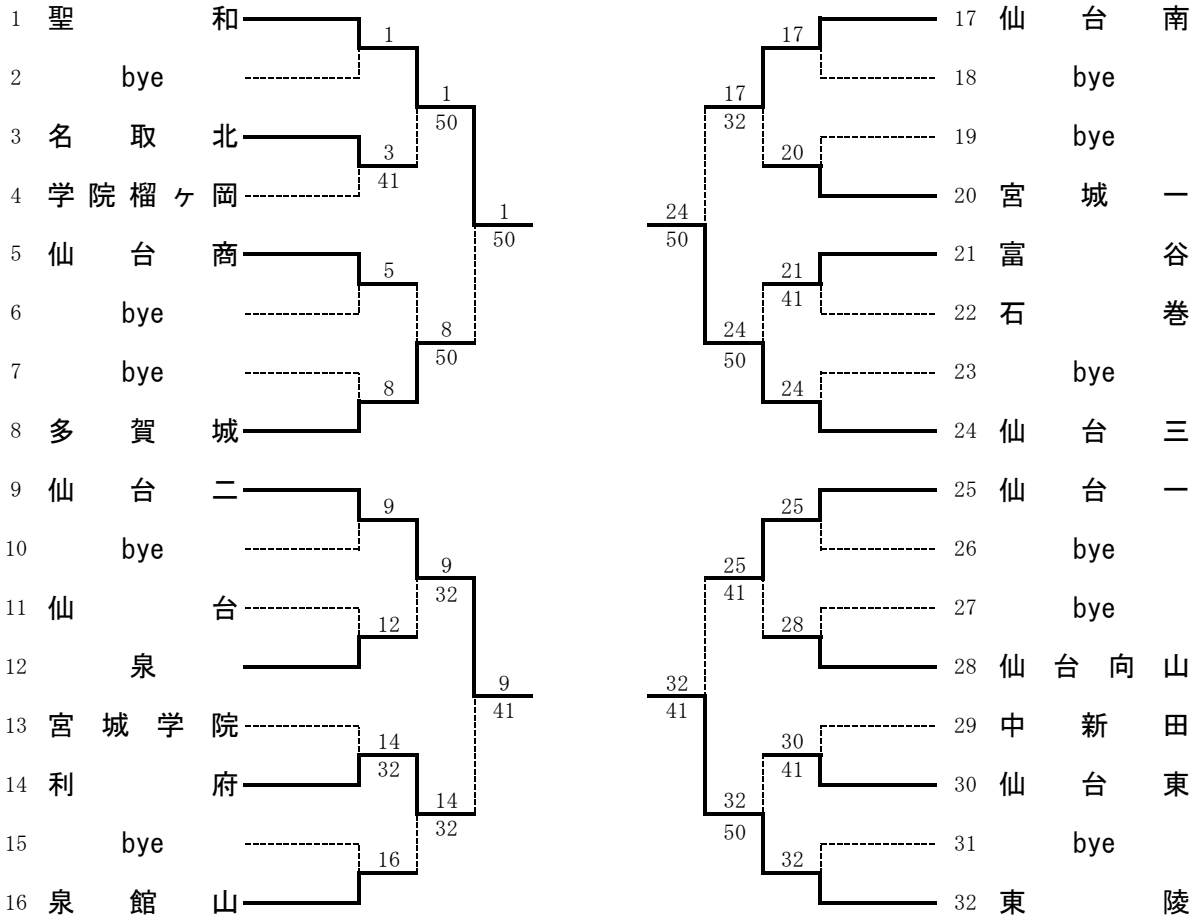 1 聖和
1
2 bye
1
50
3 名取北
3
41
4 学院榴ヶ岡
1
50
5 仙台商
5
6 bye
8
50
7 bye
8
8 多賀城
9 仙台二
9
10 bye
9
32
11 仙台
12
12 泉
9
41
13 宮城学院
14
32
14 利府
14
32
15 bye
16
16 泉館山
17 仙台南
17
18 bye
17
32
19 bye
20
20 宮城一
24
50
21 富谷
21
41
22 石巻
24
50
23 bye
24
24 仙台三
25 仙台一
25
26 bye
25
41
27 bye
28
28 仙台向山
32
41
29 中新田
30
41
30 仙台東
32
50
31 bye
32
32 東陵